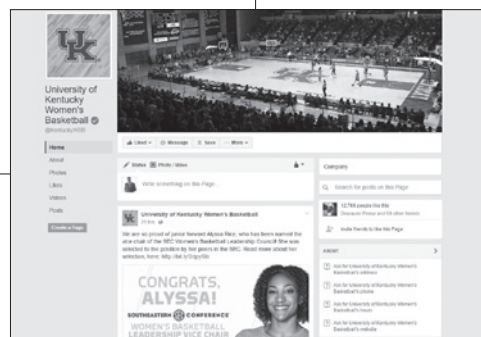 UK
University of
Kentucky
Women's
Basketball
@KentuckyWBB
Home
About
Photos
Likes
Videos
Posts
Create a Page
Liked
Message
Save
More
Status
Photo / Video
Write something on this Page...
University of Kentucky Women's Basketball
We are so proud of junior forward Alyssa Rice, who has been named the
vice chair of the SEC Women's Basketball Leadership Council! She was
selected to the position by her peers in the SEC. Read more about her
selection, here:
CONGRATS,
ALYSSA!
SOUTHEASTERN CONFERENCE
WOMEN'S BASKETBALL
LEADERSHIP VICE CHAIR
Company
Search for posts on this Page
people like this
and 69 other friends
Invite friends to like this Page
ABOUT
Ask for University of Kentucky Women's
Basketball's address
Ask for University of Kentucky Women's
Basketball's phone
Ask for University of Kentucky Women's
Basketball's hours
Ask for University of Kentucky Women's
Basketball's website